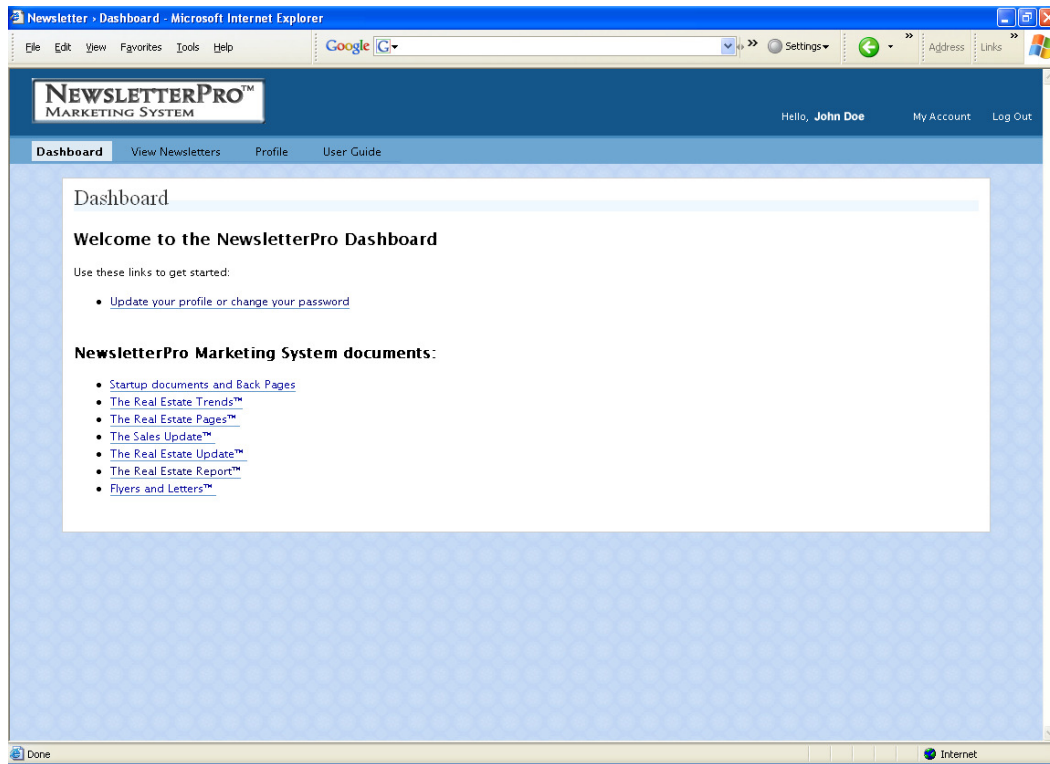 Newsletter › Dashboard - Microsoft Internet Explorer
File Edit View Favorites Tools Help Google G Settings Address Links
NEWSLETTERPRO™
MARKETING SYSTEM
Hello, John Doe My Account Log Out
Dashboard View Newsletters Profile User Guide
Dashboard
Welcome to the NewsletterPro Dashboard
Use these links to get started:
• Update your profile or change your password
NewsletterPro Marketing System documents:
• Startup documents and Back Pages
• The Real Estate Trends™
• The Real Estate Pages™
• The Sales Update™
• The Real Estate Update™
• The Real Estate Report™
• Flyers and Letters™
Done Internet